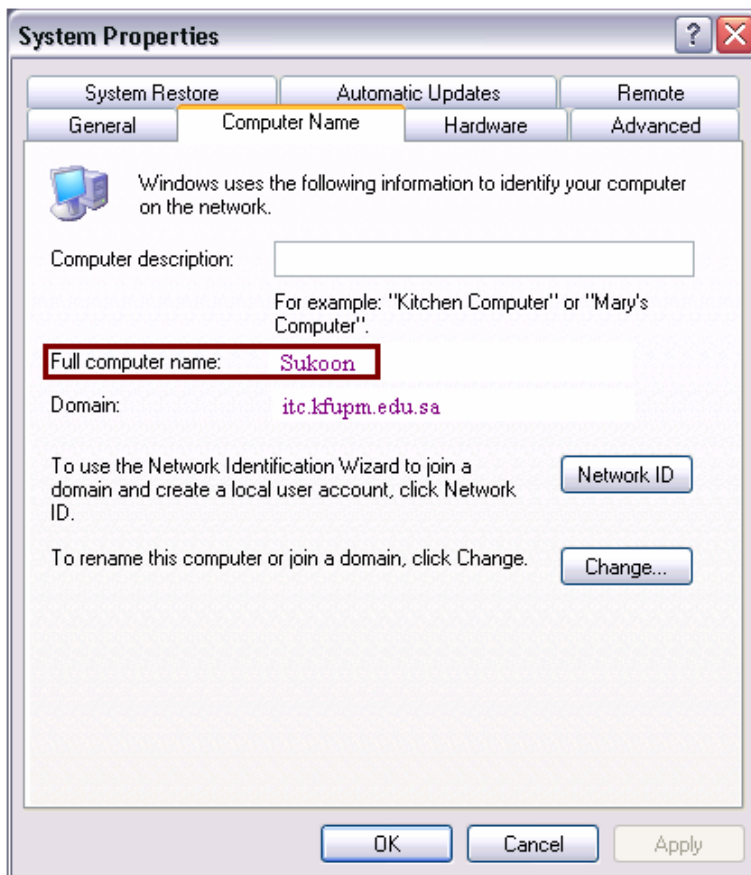 System Properties
System Restore Automatic Updates Remote
General Computer Name Hardware Advanced
Windows uses the following information to identify your computer
on the network.
Computer description:
For example: "Kitchen Computer" or "Mary's
Computer".
Full computer name: Sukoon
Domain: itc.kfupm.edu.sa
To use the Network Identification Wizard to join a
domain and create a local user account, click Network
ID.
Network ID
To rename this computer or join a domain, click Change.
Change...
OK Cancel Apply